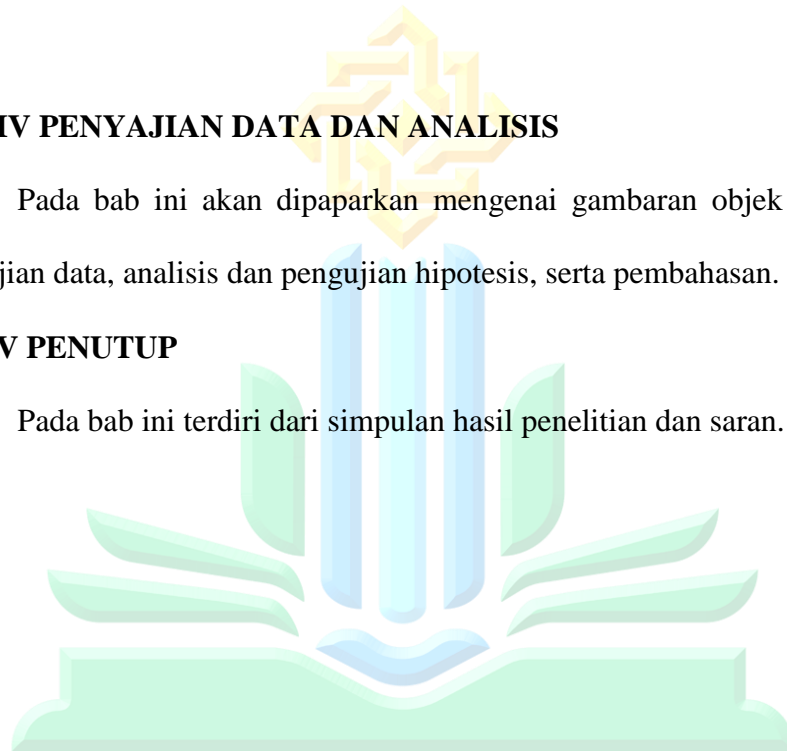 IV PENYAJIAN DATA DAN ANALISIS
Pada bab ini akan dipaparkan mengenai gambaran objek
jian data, analisis dan pengujian hipotesis, serta pembahasan.
V PENUTUP
Pada bab ini terdiri dari simpulan hasil penelitian dan saran.